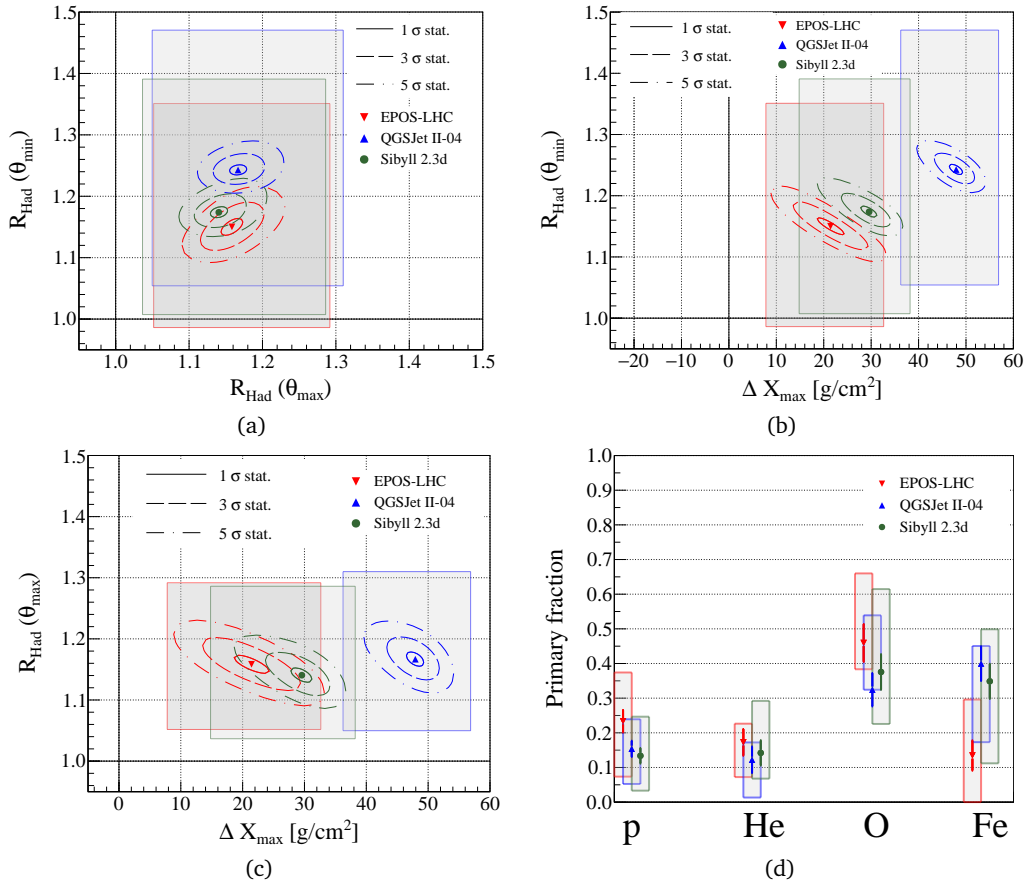 1.5
1.4
1.3
1.2
1.1
1.0
R_Had (θ_min)
1 σ stat.
3 σ stat.
5 σ stat.
EPOS-LHC
QGSJet II-04
Sibyll 2.3d
1.0 1.1 1.2 1.3 1.4 1.5
R_Had (θ_max)
(a)
1.5
1.4
1.3
1.2
1.1
1.0
R_Had (θ_min)
1 σ stat.
3 σ stat.
5 σ stat.
EPOS-LHC
QGSJet II-04
Sibyll 2.3d
−20 −10 0 10 20 30 40 50 60
Δ X_max [g/cm²]
(b)
1.5
1.4
1.3
1.2
1.1
1.0
R_Had (θ_max)
1 σ stat.
3 σ stat.
5 σ stat.
EPOS-LHC
QGSJet II-04
Sibyll 2.3d
0 10 20 30 40 50 60
Δ X_max [g/cm²]
(c)
1.0
0.9
0.8
0.7
0.6
0.5
0.4
0.3
0.2
0.1
0.0
Primary fraction
EPOS-LHC
QGSJet II-04
Sibyll 2.3d
p He O Fe
(d)